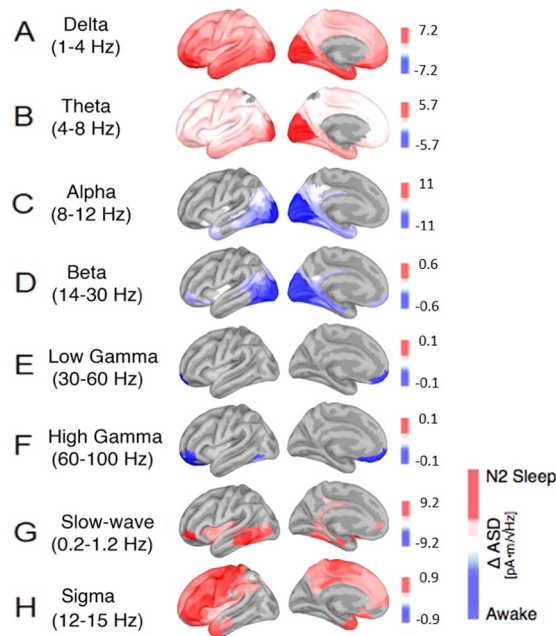 A Delta 7.2
(1-4 Hz) -7.2
B Theta 5.7
(4-8 Hz) -5.7
C Alpha 11
(8-12 Hz) -11
D Beta 0.6
(14-30 Hz) -0.6
E Low Gamma 0.1
(30-60 Hz) -0.1
F High Gamma 0.1
(60-100 Hz) -0.1
G Slow-wave 9.2
(0.2-1.2 Hz) -9.2
H Sigma 0.9
(12-15 Hz) -0.9
N2 Sleep
Δ ASD
[pA•m/√Hz]
Awake